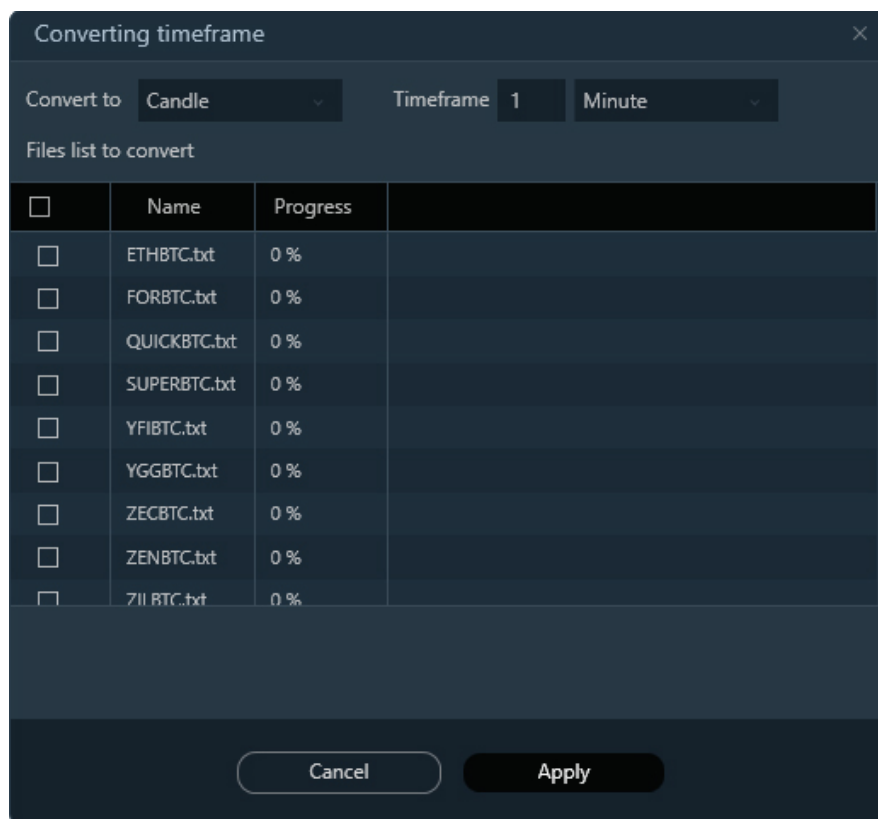 Converting timeframe
Convert to Candle Timeframe 1 Minute
Files list to convert
Name Progress
ETHBTC.txt 0 %
FORBTC.txt 0 %
QUICKBTC.txt 0 %
SUPERBTC.txt 0 %
YFIBTC.txt 0 %
YGGBTC.txt 0 %
ZECBTC.txt 0 %
ZENBTC.txt 0 %
ZILBTC.txt 0 %
Cancel Apply